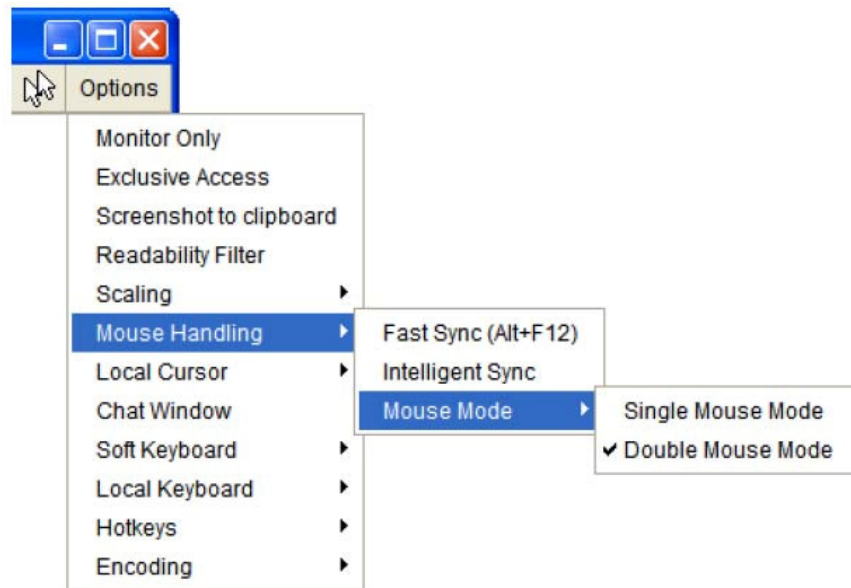 Options
Monitor Only
Exclusive Access
Screenshot to clipboard
Readability Filter
Scaling
Mouse Handling
Local Cursor
Chat Window
Soft Keyboard
Local Keyboard
Hotkeys
Encoding
Fast Sync (Alt+F12)
Intelligent Sync
Mouse Mode
Single Mouse Mode
Double Mouse Mode